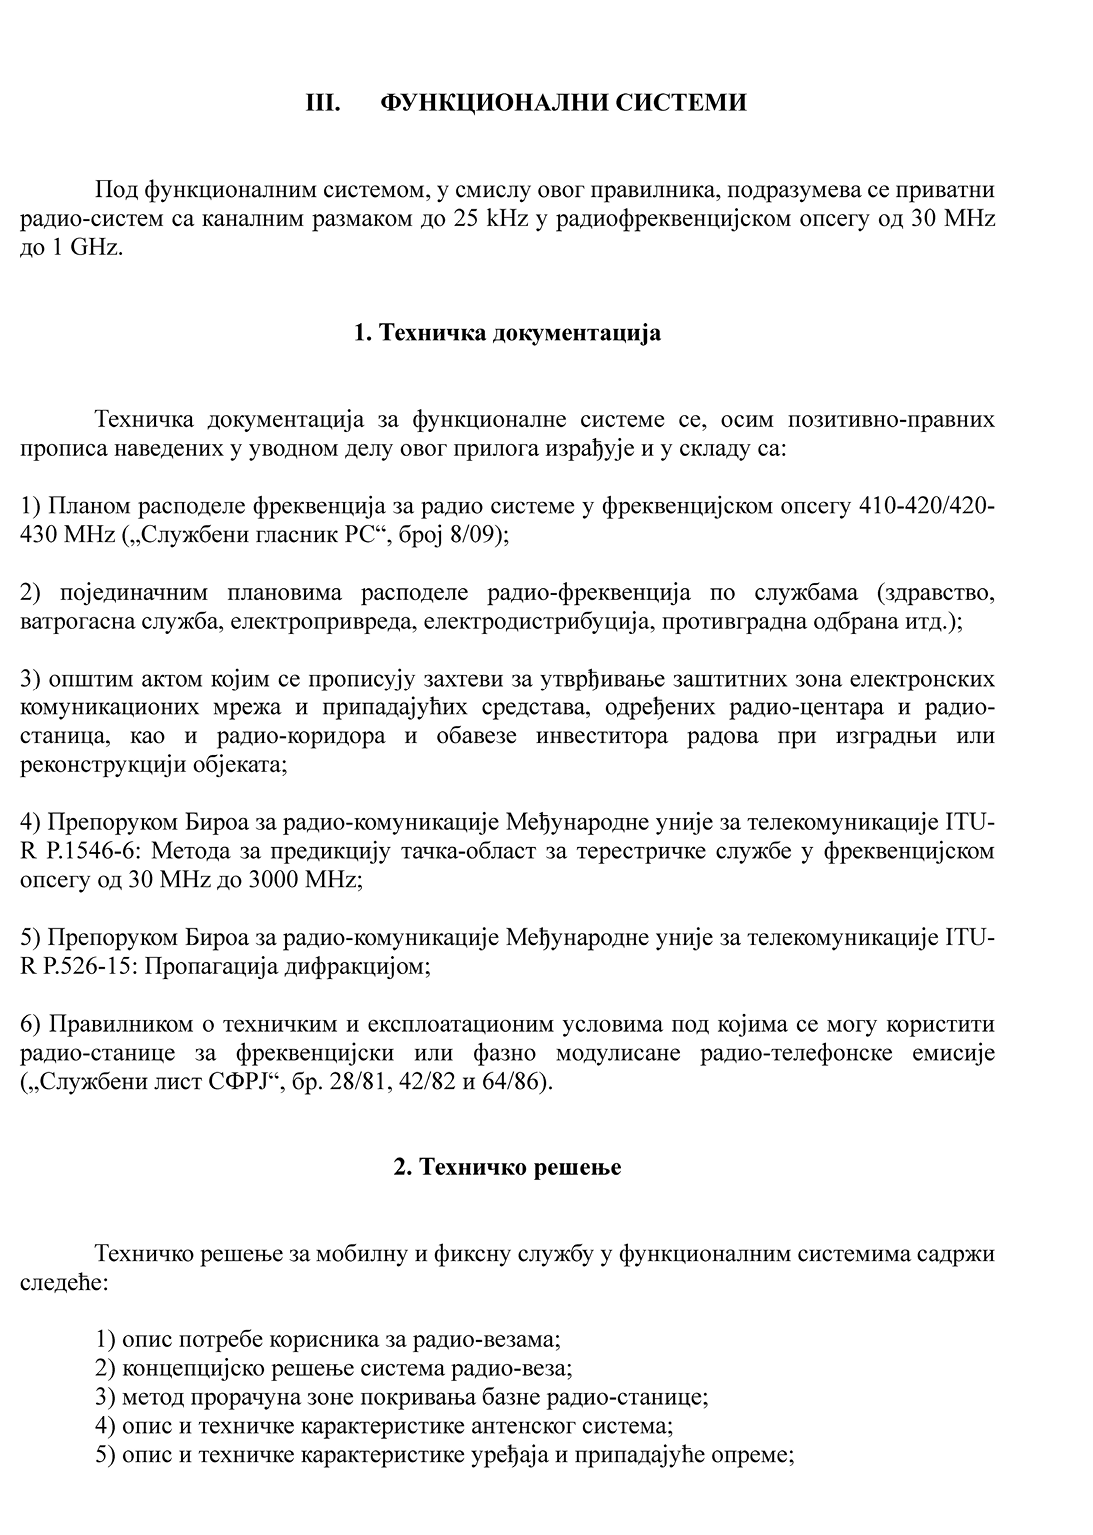 III. ФУНКЦИОНАЛНИ СИСТЕМИ
Под функционалним системом, у смислу овог правилника, подразумева се приватни
радио-систем са каналним размаком до 25 kHz у радиофреквенцијском опсегу од 30 MHz
до 1 GHz.
1. Техничка документација
Техничка документација за функционалне системе се, осим позитивно-правних
прописа наведених у уводном делу овог прилога израђује и у складу са:
1) Планом расподеле фреквенција за радио системе у фреквенцијском опсегу 410-420/420-
430 MHz („Службени гласник РС“, број 8/09);
2) појединачним плановима расподеле радио-фреквенција по службама (здравство,
ватрогасна служба, електропривреда, електродистрибуција, противградна одбрана итд.);
3) општим актом којим се прописују захтеви за утврђивање заштитних зона електронских
комуникационих мрежа и припадајућих средстава, одређених радио-центара и радио-
станица, као и радио-коридора и обавезе инвеститора радова при изградњи или
реконструкцији објеката;
4) Препоруком Бироа за радио-комуникације Међународне уније за телекомуникације ITU-
R P.1546-6: Метода за предикцију тачка-област за терестричке службе у фреквенцијском
опсегу од 30 MHz до 3000 MHz;
5) Препоруком Бироа за радио-комуникације Међународне уније за телекомуникације ITU-
R P.526-15: Пропагација дифракцијом;
6) Правилником о техничким и експлоатационим условима под којима се могу користити
радио-станице за фреквенцијски или фазно модулисане радио-телефонске емисије
(„Службени лист СФРЈ“, бр. 28/81, 42/82 и 64/86).
2. Техничко решење
Техничко решење за мобилну и фиксну службу у функционалним системима садржи
следеће:
1) опис потребе корисника за радио-везама;
2) концепцијско решење система радио-веза;
3) метод прорачуна зоне покривања базне радио-станице;
4) опис и техничке карактеристике антенског система;
5) опис и техничке карактеристике уређаја и припадајуће опреме;